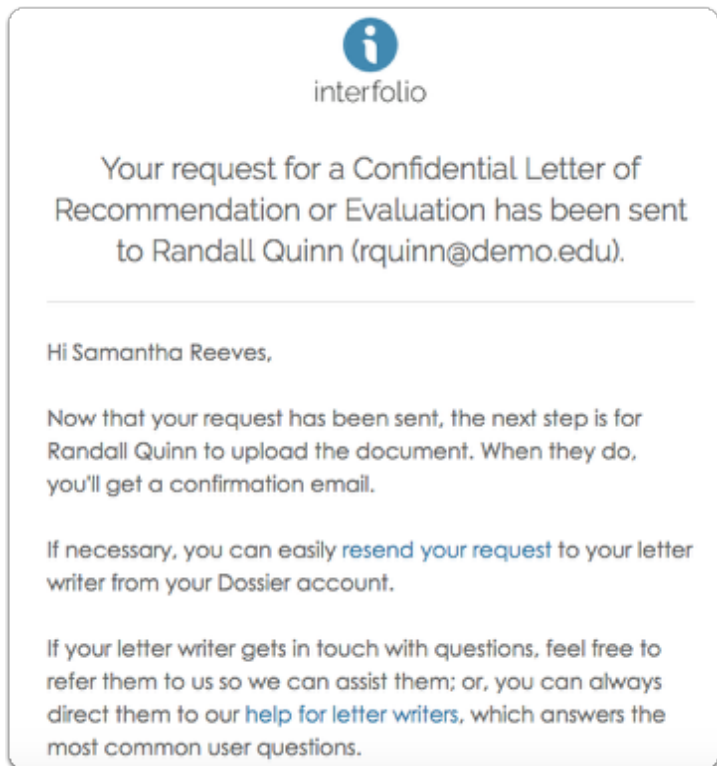 interfolio
Your request for a Confidential Letter of
Recommendation or Evaluation has been sent
to Randall Quinn (rquinn@demo.edu).
Hi Samantha Reeves,
Now that your request has been sent, the next step is for
Randall Quinn to upload the document. When they do,
you'll get a confirmation email.
If necessary, you can easily resend your request to your letter
writer from your Dossier account.
If your letter writer gets in touch with questions, feel free to
refer them to us so we can assist them; or, you can always
direct them to our help for letter writers, which answers the
most common user questions.